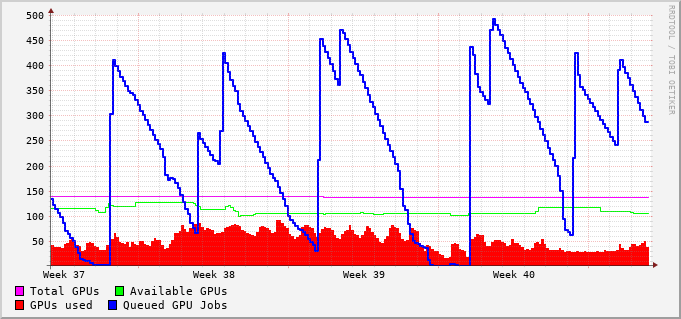 500
450
400
350
300
250
200
150
100
50
Week 37 Week 38 Week 39 Week 40
Total GPUs Available GPUs
GPUs used Queued GPU Jobs
RRDTOOL / TOBI OETIKER